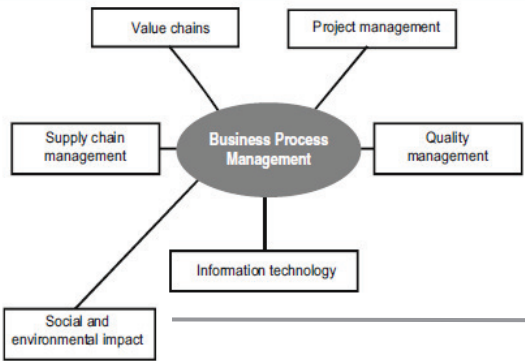 Value chains
Project management
Supply chain
management
Business Process
Management
Quality
management
Information technology
Social and
environmental impact